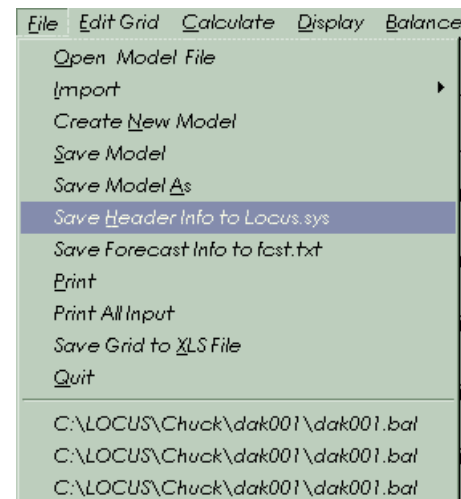 File Edit Grid Calculate Display Balance
Open Model File
Import
Create New Model
Save Model
Save Model As
Save Header Info to Locus.sys
Save Forecast Info to fcst.txt
Print
Print All Input
Save Grid to XLS File
Quit
C:\LOCUS\Chuck\dak001\dak001.bal
C:\LOCUS\Chuck\dak001\dak001.bal
C:\LOCUS\Chuck\dak001\dak001.bal